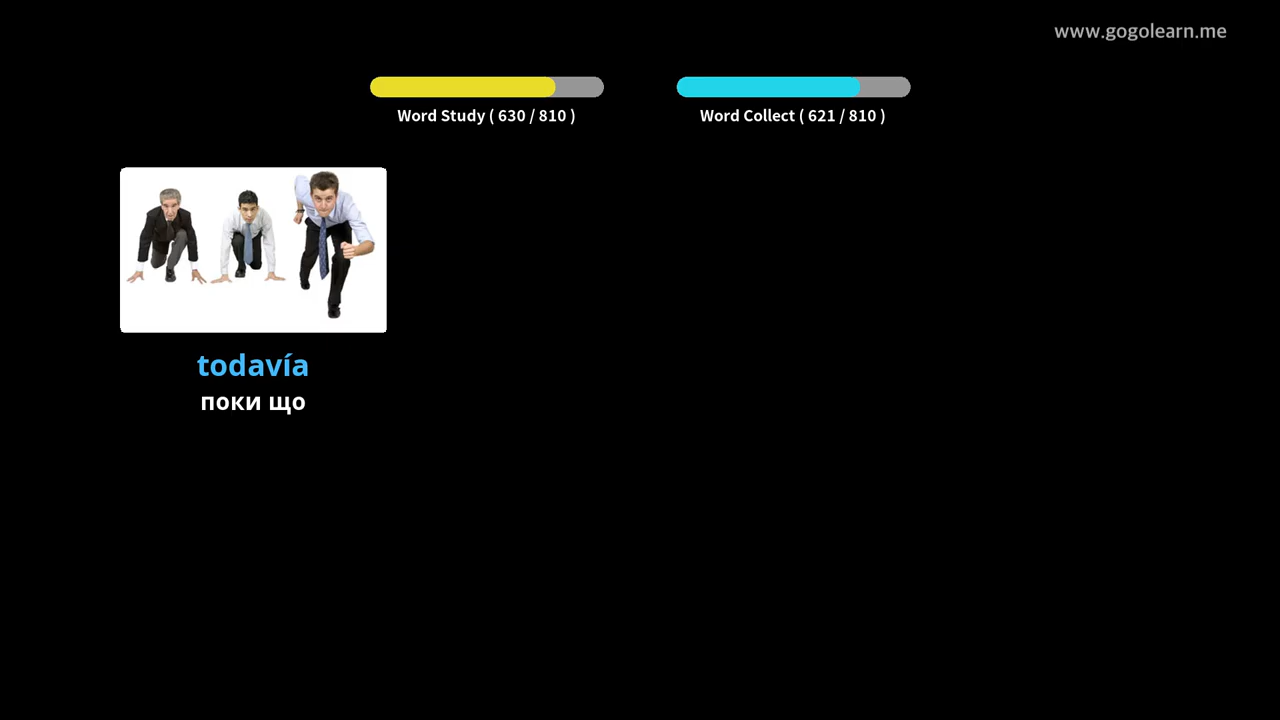 www.gogolearn.me
Word Study ( 630 / 810 )
Word Collect ( 621 / 810 )
todavía
поки що